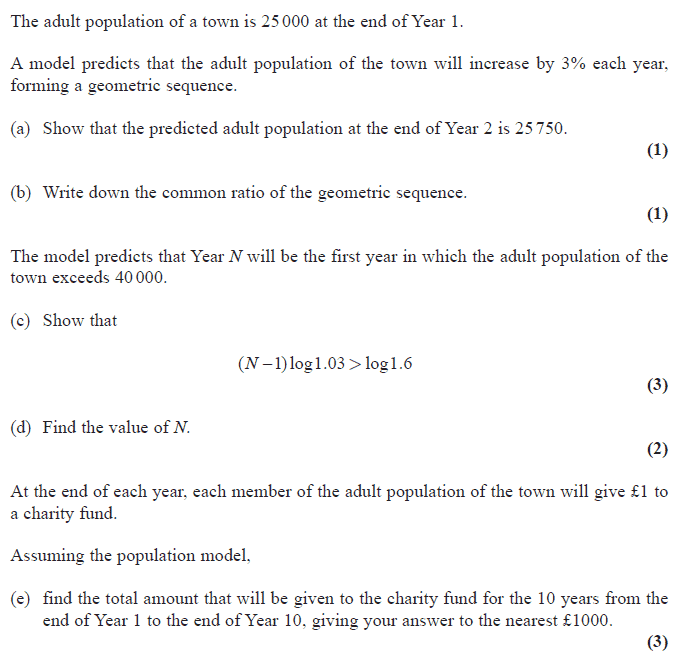 The adult population of a town is 25 000 at the end of Year 1.
A model predicts that the adult population of the town will increase by 3% each year,
forming a geometric sequence.
(a) Show that the predicted adult population at the end of Year 2 is 25 750.
(1)
(b) Write down the common ratio of the geometric sequence.
(1)
The model predicts that Year N will be the first year in which the adult population of the
town exceeds 40 000.
(c) Show that
(N – 1) log 1.03 > log 1.6
(3)
(d) Find the value of N.
(2)
At the end of each year, each member of the adult population of the town will give £1 to
a charity fund.
Assuming the population model,
(e) find the total amount that will be given to the charity fund for the 10 years from the
end of Year 1 to the end of Year 10, giving your answer to the nearest £1000.
(3)